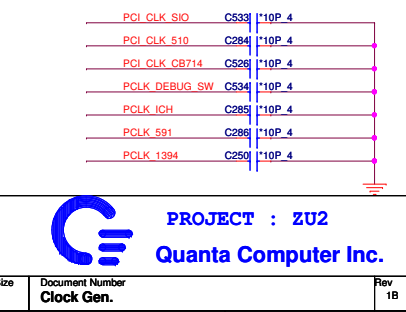 PCI_CLK_SIO C533 *10P_4
PCI_CLK_510 C284 *10P_4
PCI_CLK_CB714 C526 *10P_4
PCLK_DEBUG_SW C534 *10P_4
PCLK_ICH C285 *10P_4
PCLK_591 C286 *10P_4
PCLK_1394 C250 *10P_4
PROJECT : ZU2
Quanta Computer Inc.
Size Document Number Rev
Clock Gen. 1B